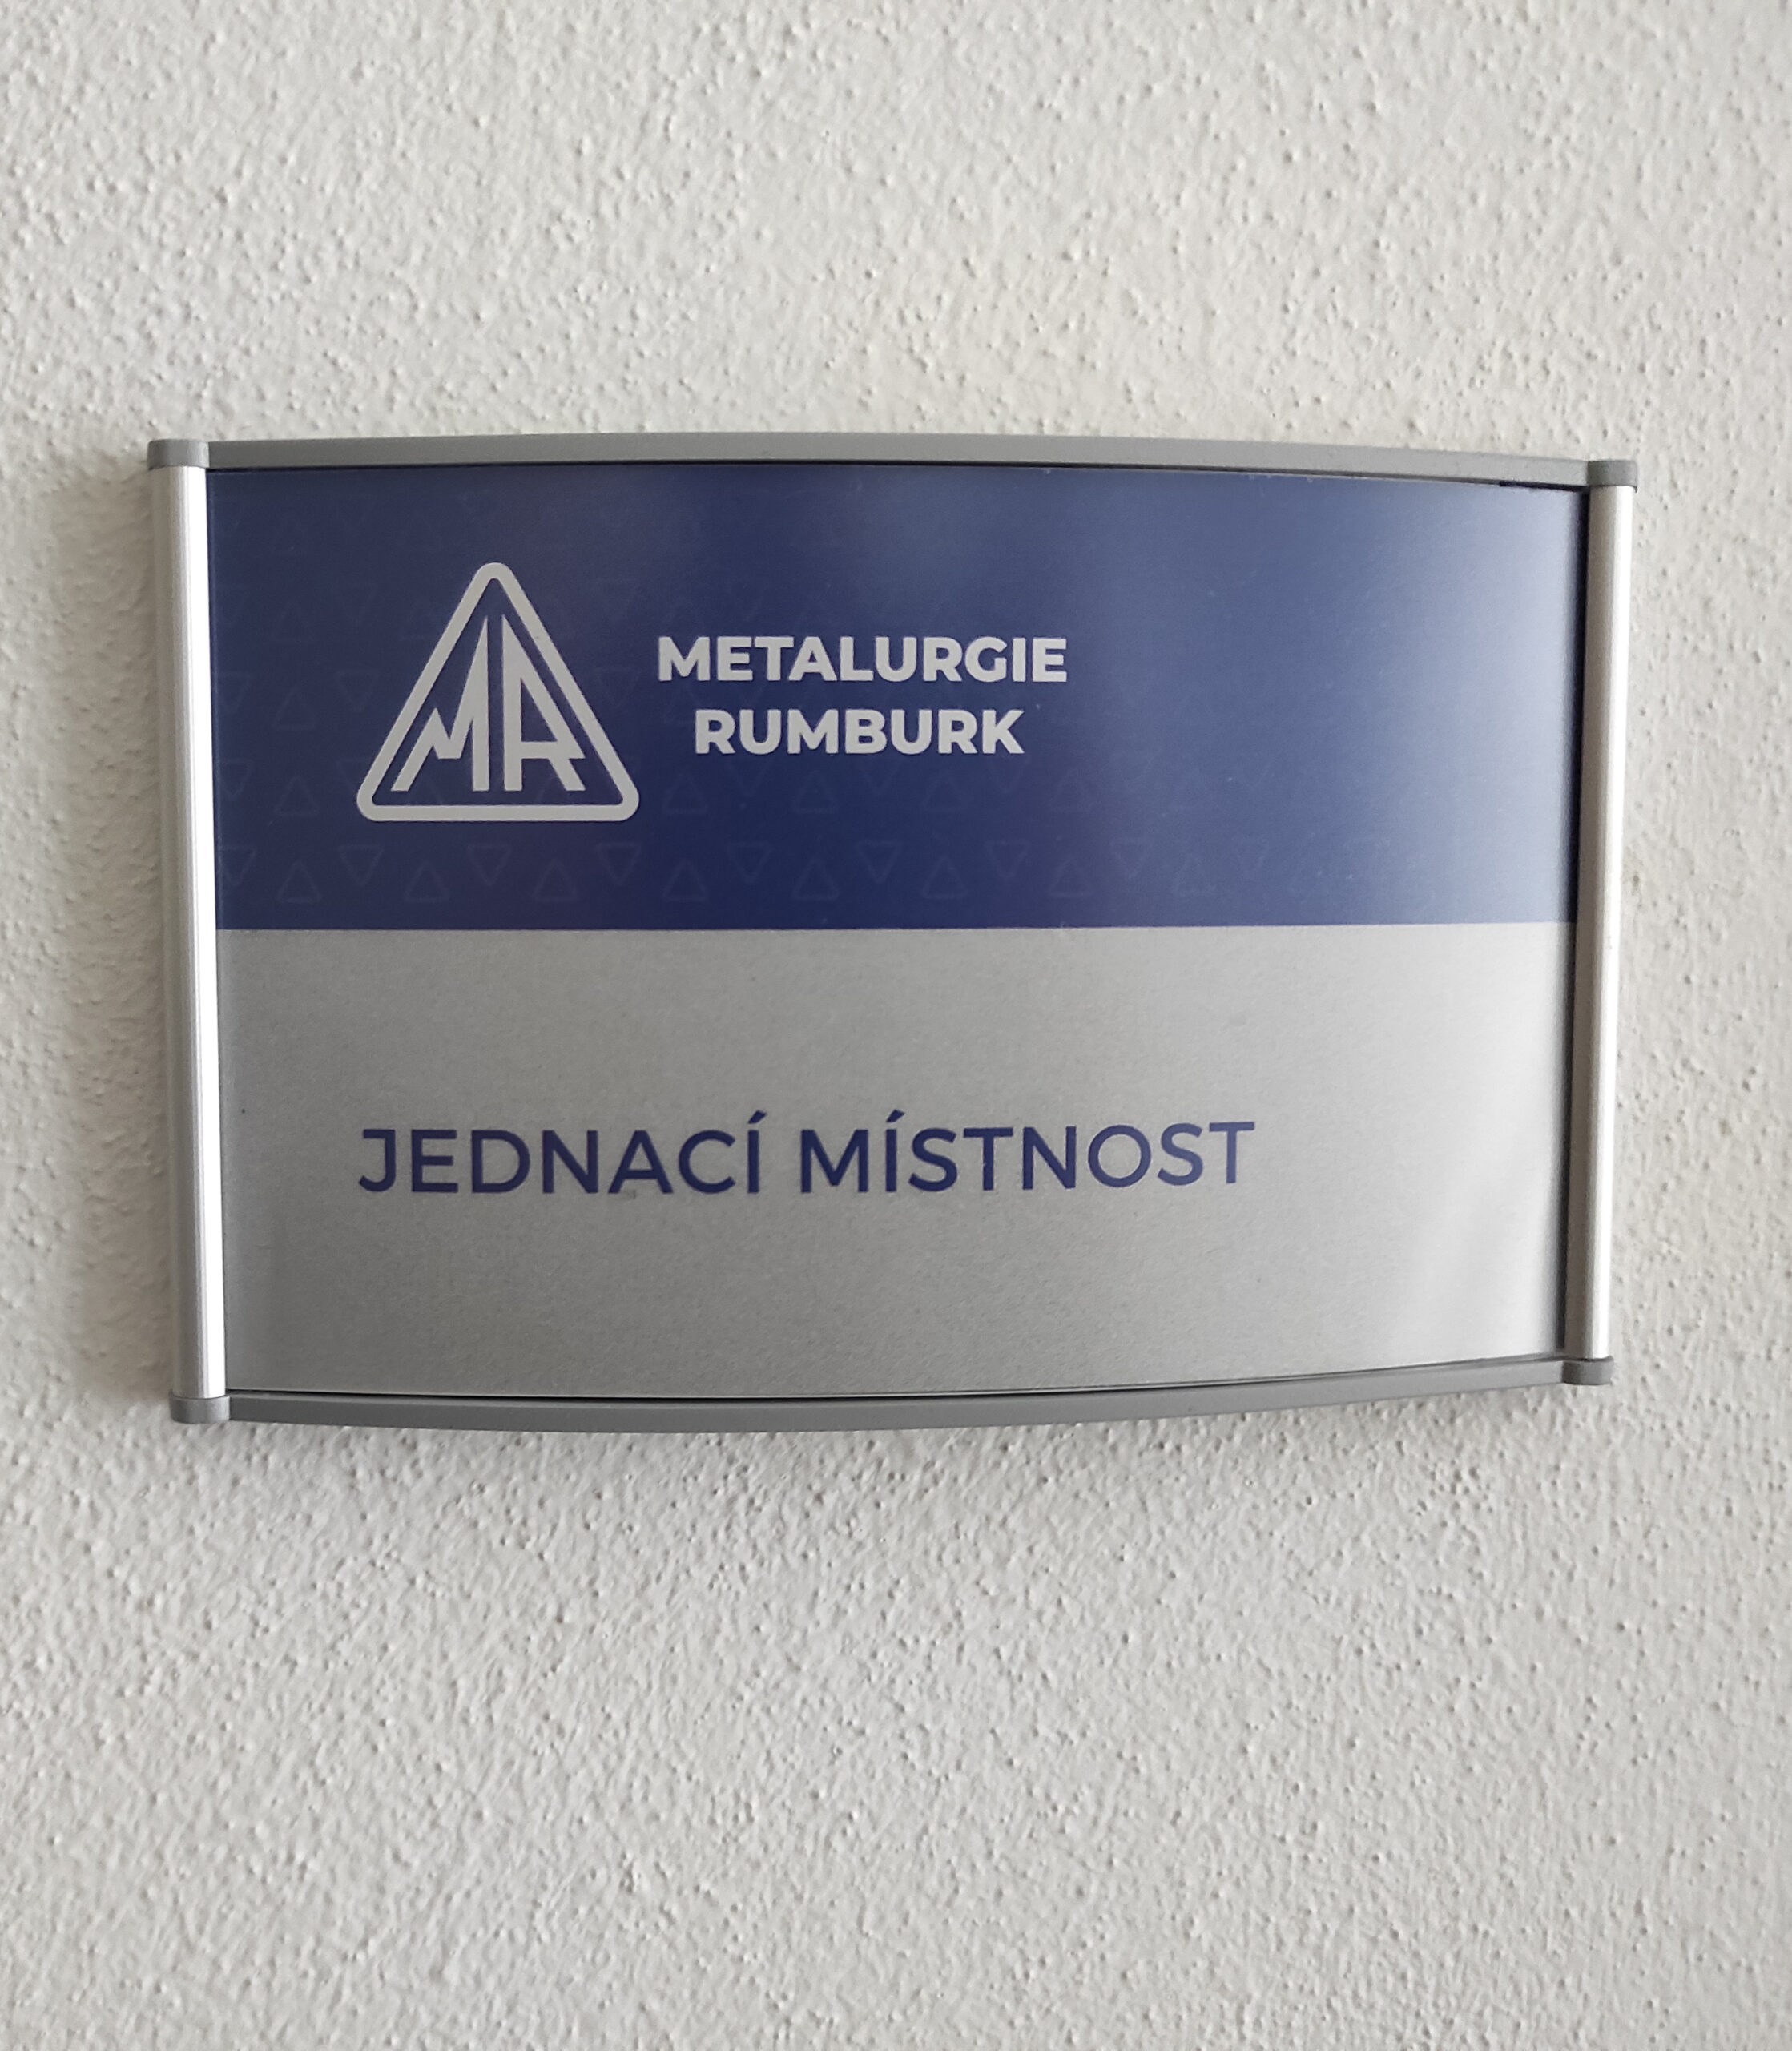 MR
METALURGIE
RUMBURK
JEDNACÍ MÍSTNOST